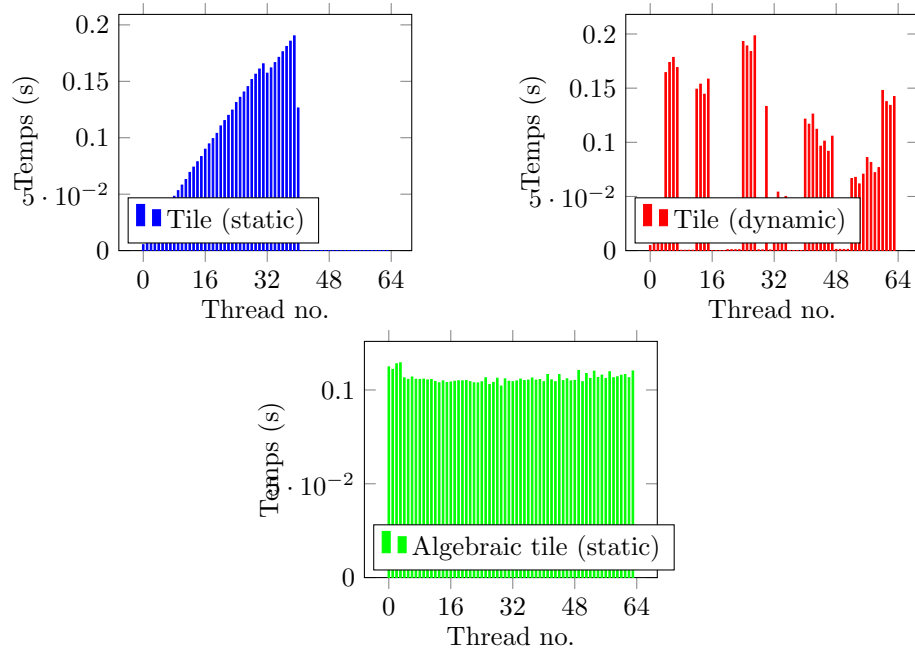 0.2
0.15
0.1
5 · 10⁻²
0
Temps (s)
Tile (static)
0 16 32 48 64
Thread no.
0.2
0.15
0.1
5 · 10⁻²
0
Temps (s)
Tile (dynamic)
0 16 32 48 64
Thread no.
0.1
5 · 10⁻²
0
Temps (s)
Algebraic tile (static)
0 16 32 48 64
Thread no.